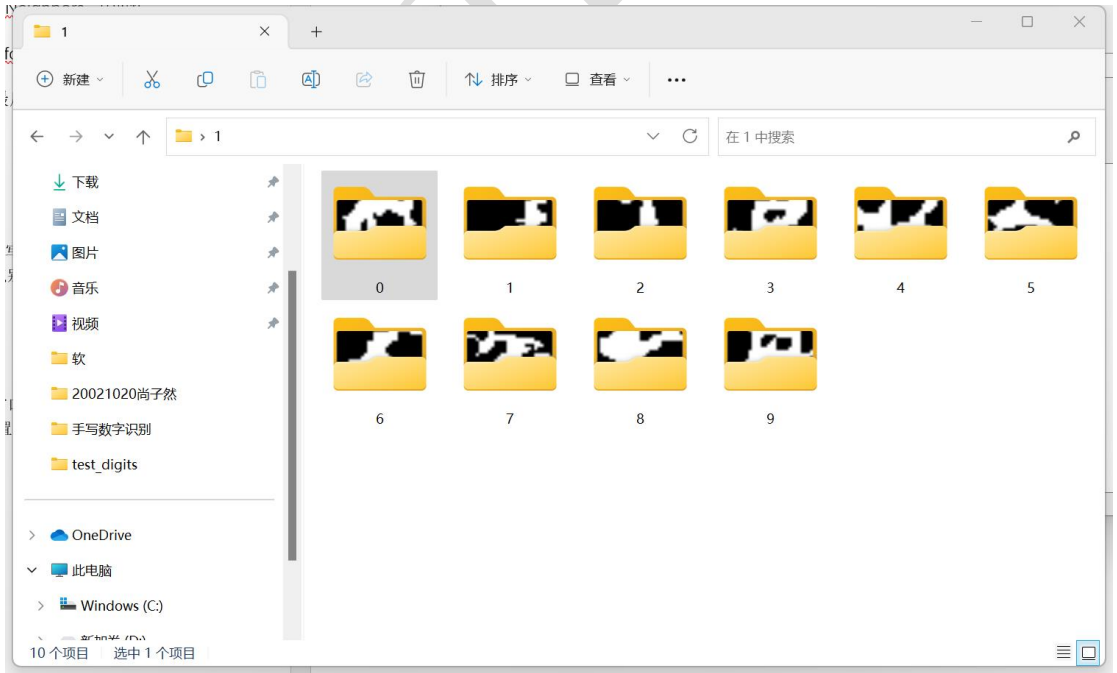 1
新建
排序
查看
1
在 1 中搜索
下载
文档
图片
音乐
视频
软
20021020尚子然
手写数字识别
test_digits
OneDrive
此电脑
Windows (C:)
0 1 2 3 4 5
6 7 8 9
10 个项目 选中 1 个项目